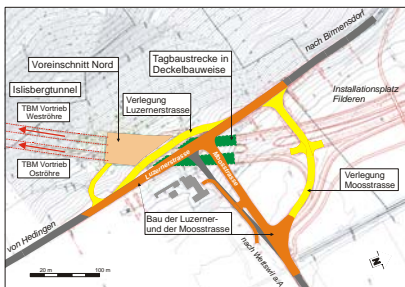 nach Birmensdorf
Voreinschnitt Nord
Tagbaustrecke in
Deckelbauweise
Islisbergtunnel
Verlegung
Luzernerstrasse
Installationsplatz
Filderen
TBM Vortrieb
Weströhre
TBM Vortrieb
Oströhre
Luzernerstrasse
Moosstrasse
Verlegung
Moosstrasse
Bau der Luzerner-
und der Moosstrasse
von Hedingen
nach Wettswil a.A.
20 m
100 m
N